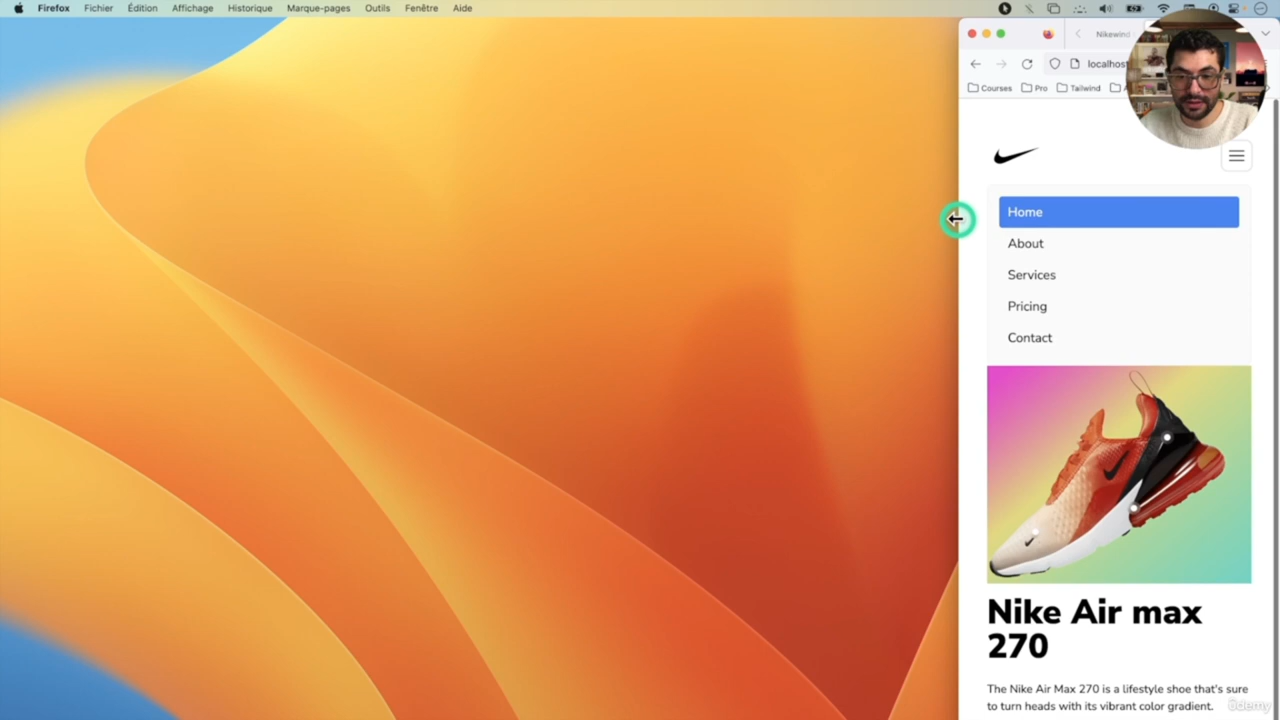 Firefox Fichier Édition Affichage Historique Marque-pages Outils Fenêtre Aide
Nikewind
localhost
Courses Pro Tailwind
Home
About
Services
Pricing
Contact
Nike Air max
270
The Nike Air Max 270 is a lifestyle shoe that's sure
to turn heads with its vibrant color gradient.
ûdemy